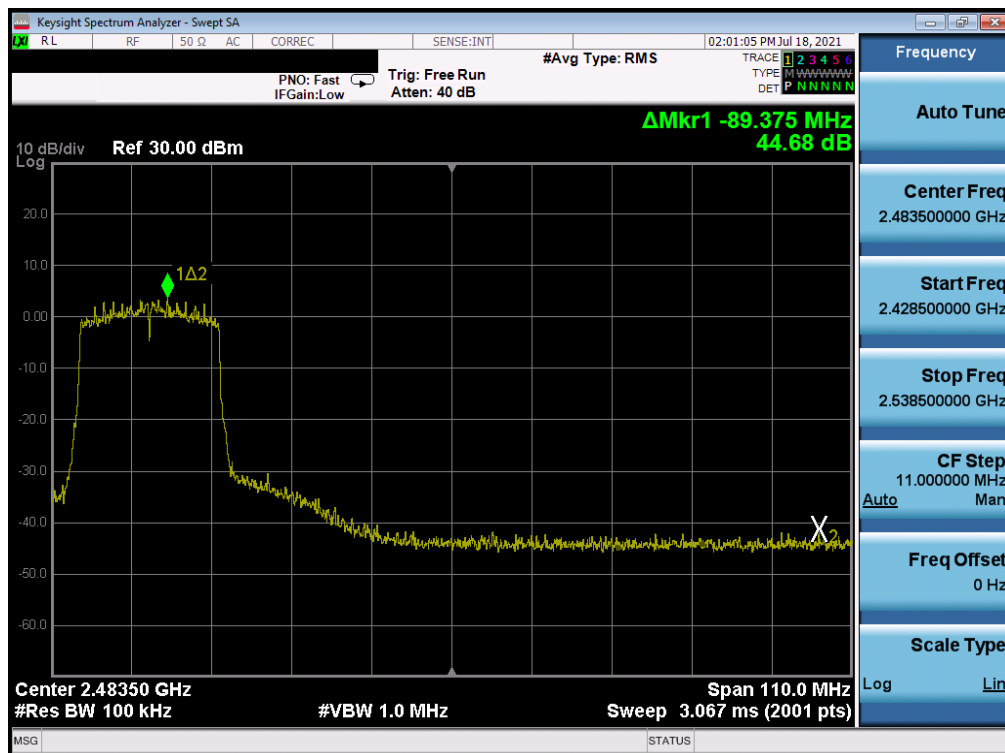 Keysight Spectrum Analyzer - Swept SA
LXI RL RF 50 Ω AC CORREC SENSE:INT 02:01:05 PM Jul 18, 2021
#Avg Type: RMS TRACE 1 2 3 4 5 6
PNO: Fast Trig: Free Run TYPE M WWWWW
IFGain:Low Atten: 40 dB DET P N N N N N
ΔMkr1 -89.375 MHz
44.68 dB
10 dB/div Ref 30.00 dBm
Log
20.0
10.0
1Δ2
0.00
-10.0
-20.0
-30.0
-40.0
X2
-50.0
-60.0
Center 2.48350 GHz Span 110.0 MHz
#Res BW 100 kHz #VBW 1.0 MHz Sweep 3.067 ms (2001 pts)
MSG STATUS
Frequency
Auto Tune
Center Freq
2.483500000 GHz
Start Freq
2.428500000 GHz
Stop Freq
2.538500000 GHz
CF Step
11.000000 MHz
Auto Man
Freq Offset
0 Hz
Scale Type
Log Lin